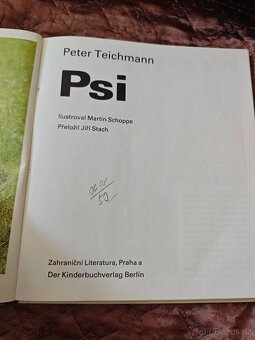 Peter Teichmann
Psi
Ilustroval Martin Schoppe
Přeložil Jiří Stach
Zahraniční Literatura, Praha a
Der Kinderbuchverlag Berlin